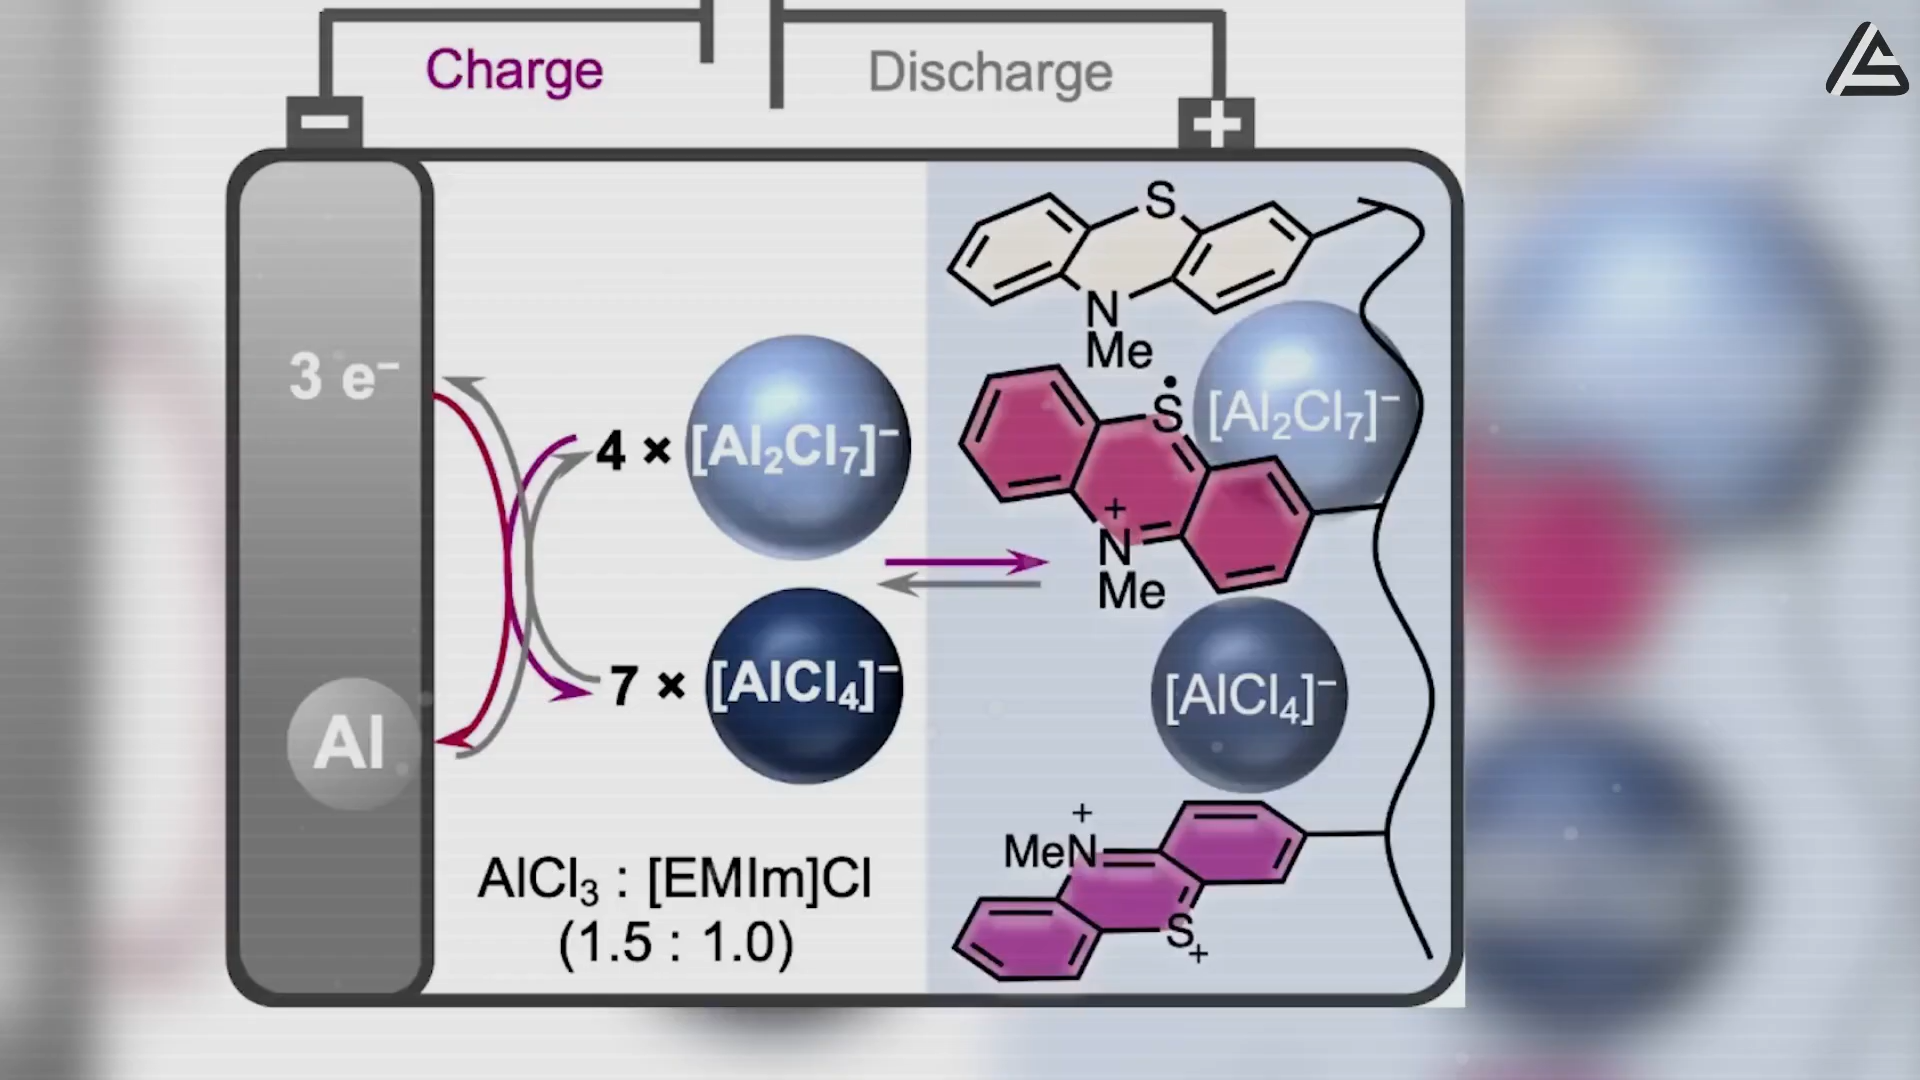 Charge
Discharge
−
+
S
N
Me
3 e⁻
4 × [Al₂Cl₇]⁻
[Al₂Cl₇]⁻
S•
+
N
Me
7 × [AlCl₄]⁻
[AlCl₄]⁻
Al
+
MeN
S+
AlCl₃ : [EMIm]Cl
(1.5 : 1.0)